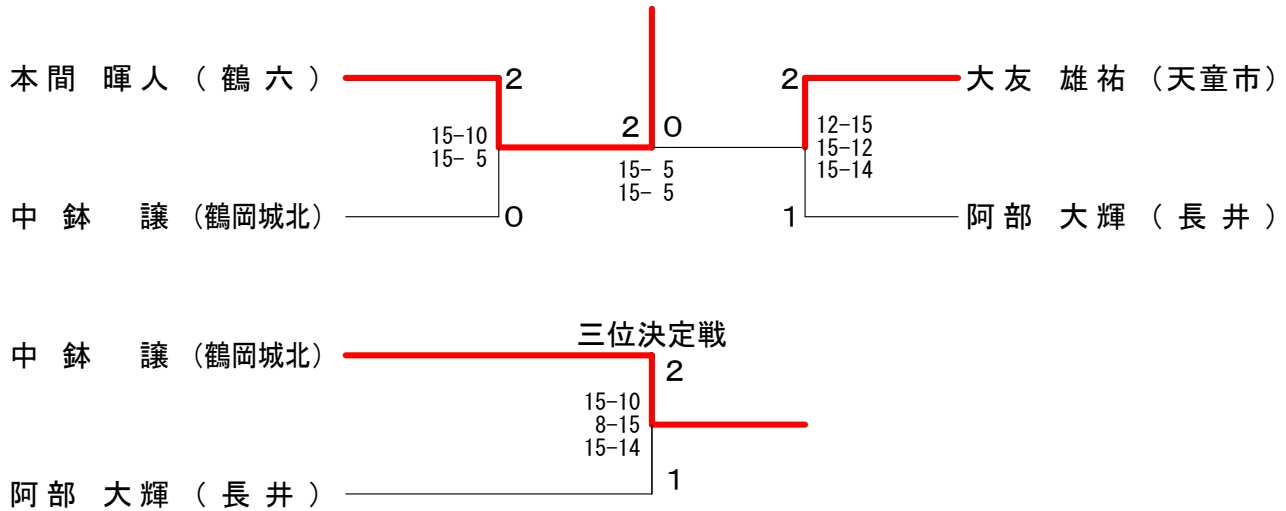 本間 暉人 (鶴六) 2 2 大友 雄祐 (天童市)
15-10 2 0 12-15
15- 5 15- 5 15-12
15- 5 15-14
中鉢 譲 (鶴岡城北) 0 1 阿部 大輝 (長井)
三位決定戦
中鉢 譲 (鶴岡城北) 2
15-10
8-15
15-14
阿部 大輝 (長井) 1